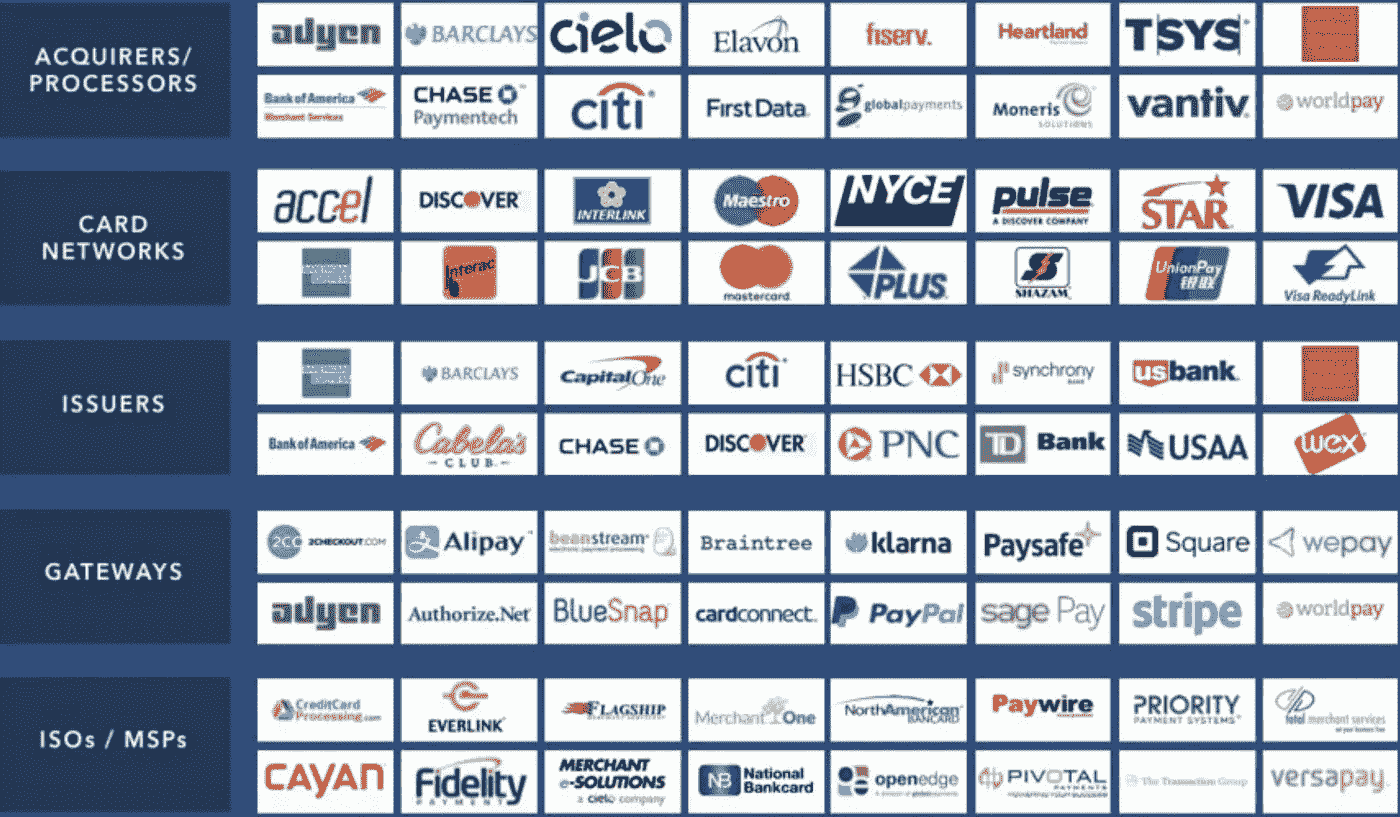 ACQUIRERS/
PROCESSORS
adyen
BARCLAYS
cielo
Elavon
fiserv.
Heartland
TSYS
Bank of America
Merchant Services
CHASE
Paymentech
citi
First Data.
globalpayments
Moneris
SOLUTIONS
vantiv
worldpay
CARD
NETWORKS
accel
DISCOVER
INTERLINK
Maestro
NYCE
pulse
A DISCOVER COMPANY
STAR
VISA
Interac
JCB
mastercard
PLUS
SHAZAM
UnionPay
银联
Visa ReadyLink
ISSUERS
BARCLAYS
Capital One
citi
HSBC
synchrony
BANK
usbank
Bank of America
Cabela's
CLUB
CHASE
DISCOVER
PNC
TD Bank
USAA
wex
GATEWAYS
2CO 2CHECKOUT.COM
Alipay
beanstream
Braintree
klarna
Paysafe
Square
wepay
adyen
Authorize.Net
BlueSnap
cardconnect.
PayPal
sage Pay
stripe
worldpay
ISOs / MSPs
CreditCard
Processing.com
EVERLINK
FLAGSHIP
Merchant One
NorthAmerican
BANCARD
Paywire
PRIORITY
PAYMENT SYSTEMS
total merchant services
CAYAN
Fidelity
PAYMENT
MERCHANT
e-SOLUTIONS
a cielo company
NB National
Bankcard
openedge
PIVOTAL
PAYMENTS
The Transaction Group
versapay